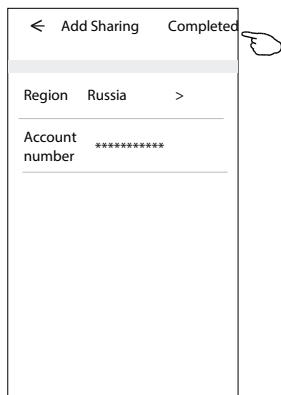 ← Add Sharing Completed
Region Russia >
Account
number ***********